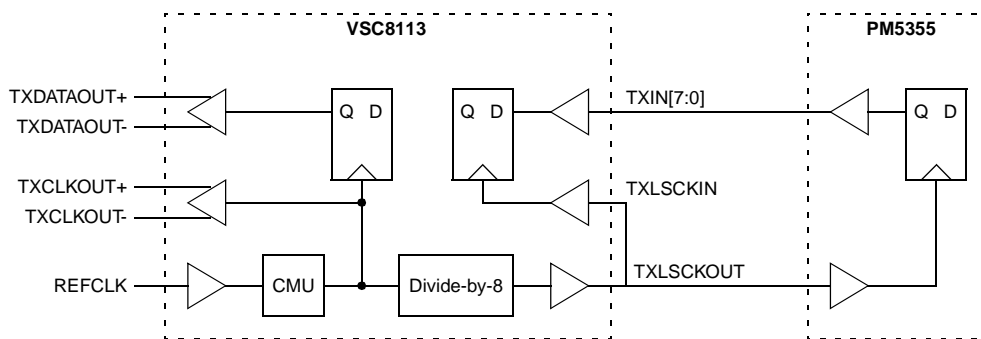 VSC8113
PM5355
TXDATAOUT+
TXDATAOUT-
Q D
Q D
TXIN[7:0]
Q D
TXCLKOUT+
TXCLKOUT-
TXLSCKIN
REFCLK
CMU
Divide-by-8
TXLSCKOUT